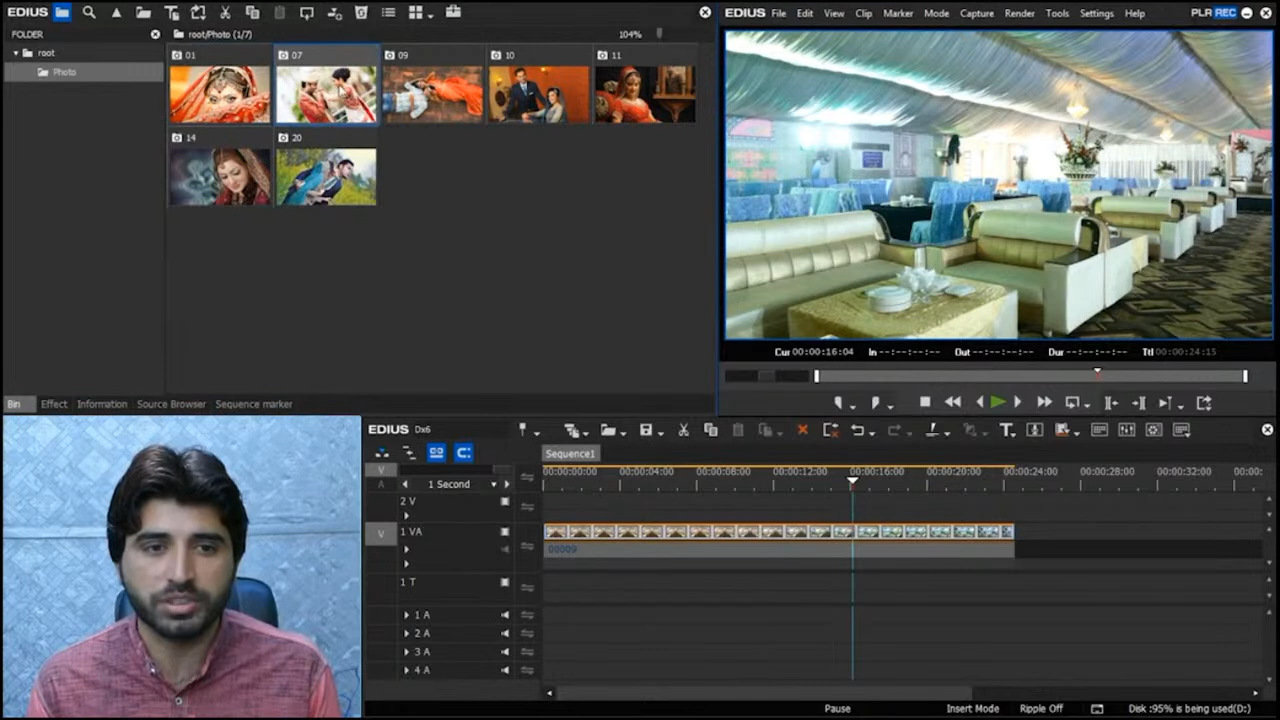 EDIUS
FOLDER
root
Photo
root/Photo (1/7)
104%
01
07
09
10
11
14
20
Bin Effect Information Source Browser Sequence marker
EDIUS File Edit View Clip Marker Mode Capture Render Tools Settings Help PLR REC
Cur 00:00:16:04 In --:--:--:-- Out --:--:--:-- Dur --:--:--:-- Ttl 00:00:24:15
EDIUS Dx6
Sequence1
V
A
1 Second
00:00:00:00 00:00:04:00 00:00:08:00 00:00:12:00 00:00:16:00 00:00:20:00 00:00:24:00 00:00:28:00 00:00:32:00 00:00:
2 V
V
1 VA
00009
1 T
1 A
2 A
3 A
4 A
Pause Insert Mode Ripple Off Disk :95% is being used(D:)